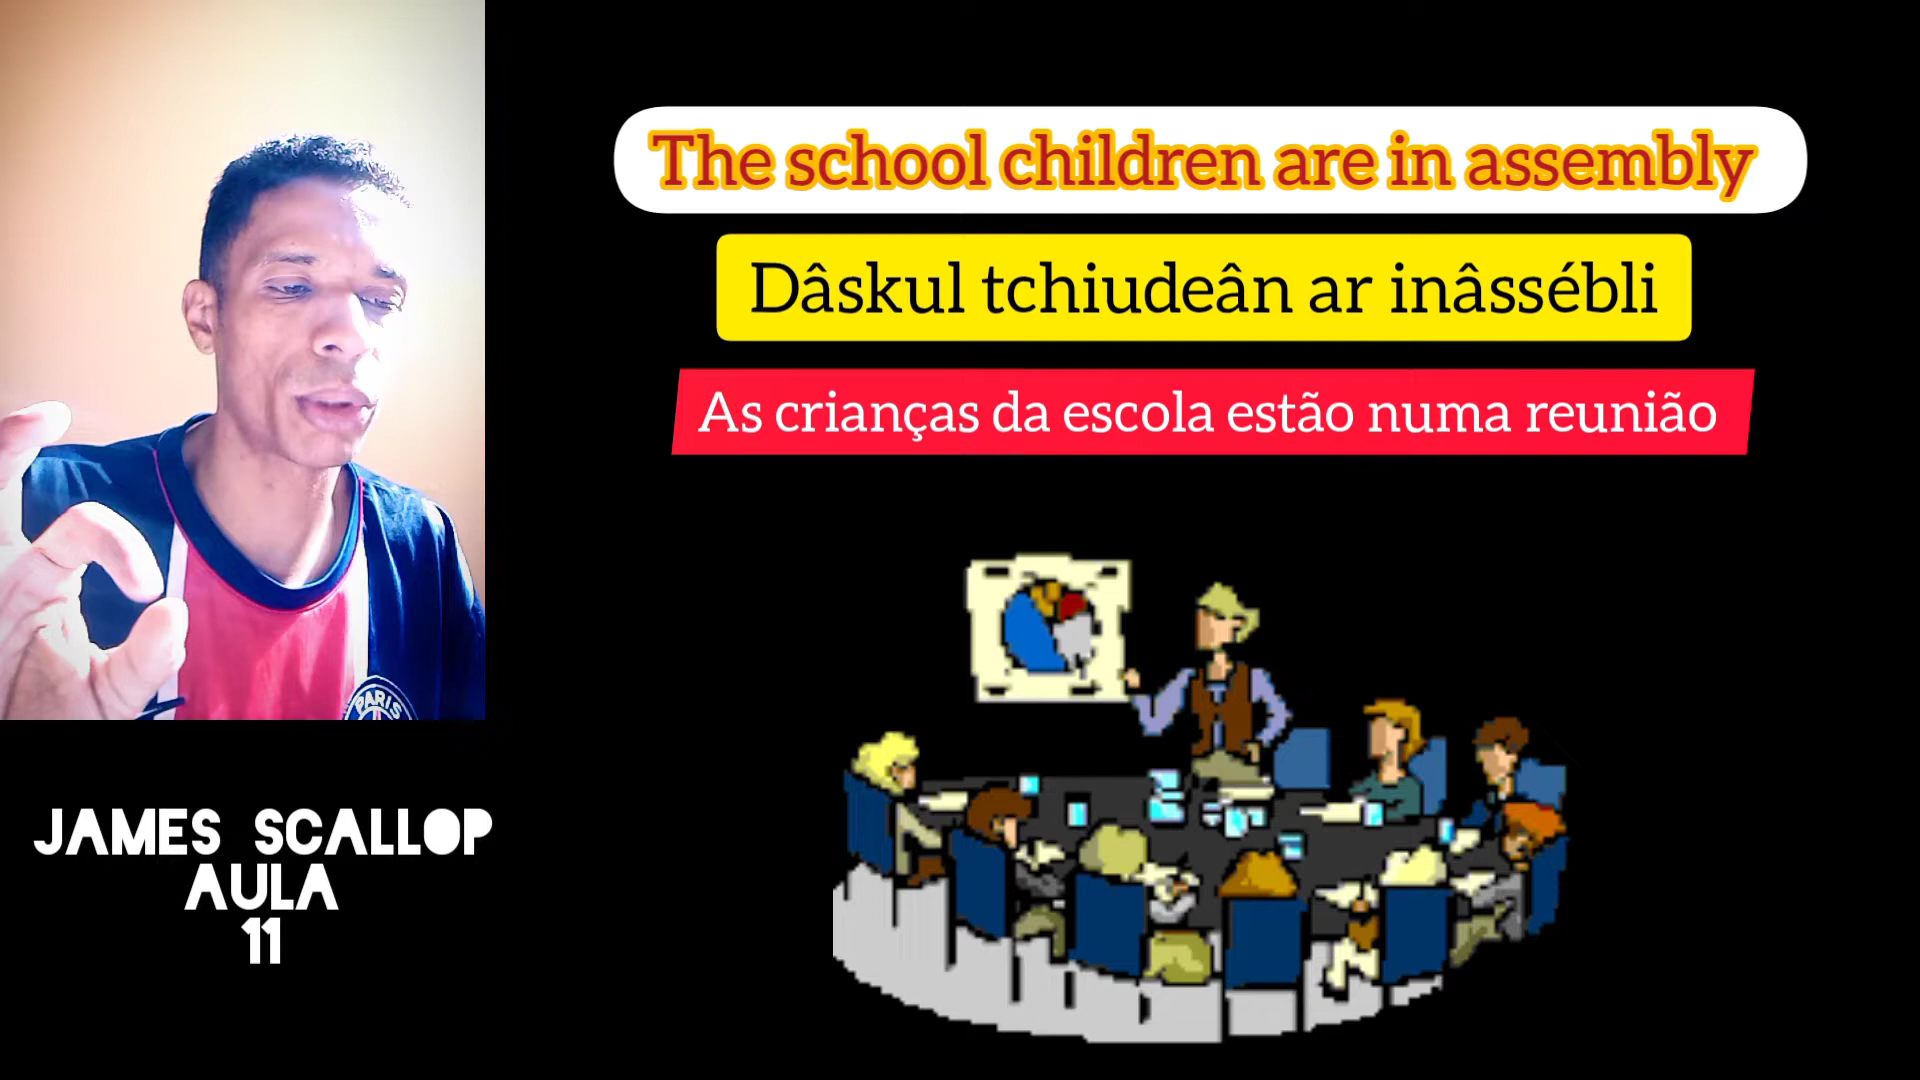 The school children are in assembly
Dâskul tchiudeân ar inâssébli
As crianças da escola estão numa reunião
PARIS
JAMES SCALLOP
AULA
11